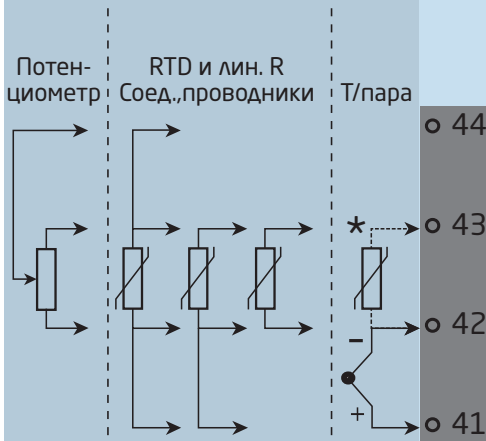 Потен-
циометр
RTD и лин. R
Соед.,проводники
Т/пара
44
* 43
42
-
+
41